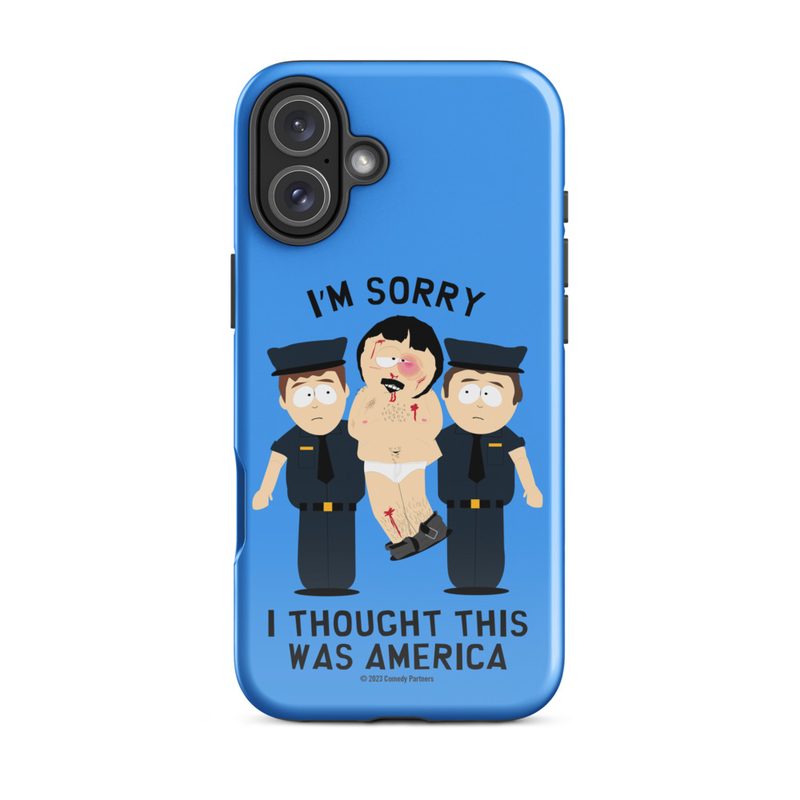 I'M SORRY
I THOUGHT THIS
WAS AMERICA
© 2023 Comedy Partners